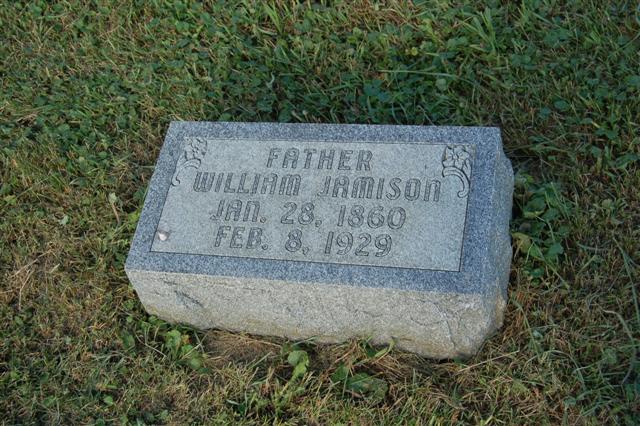 FATHER
WILLIAM JAMISON
JAN. 28, 1860
FEB. 8, 1929